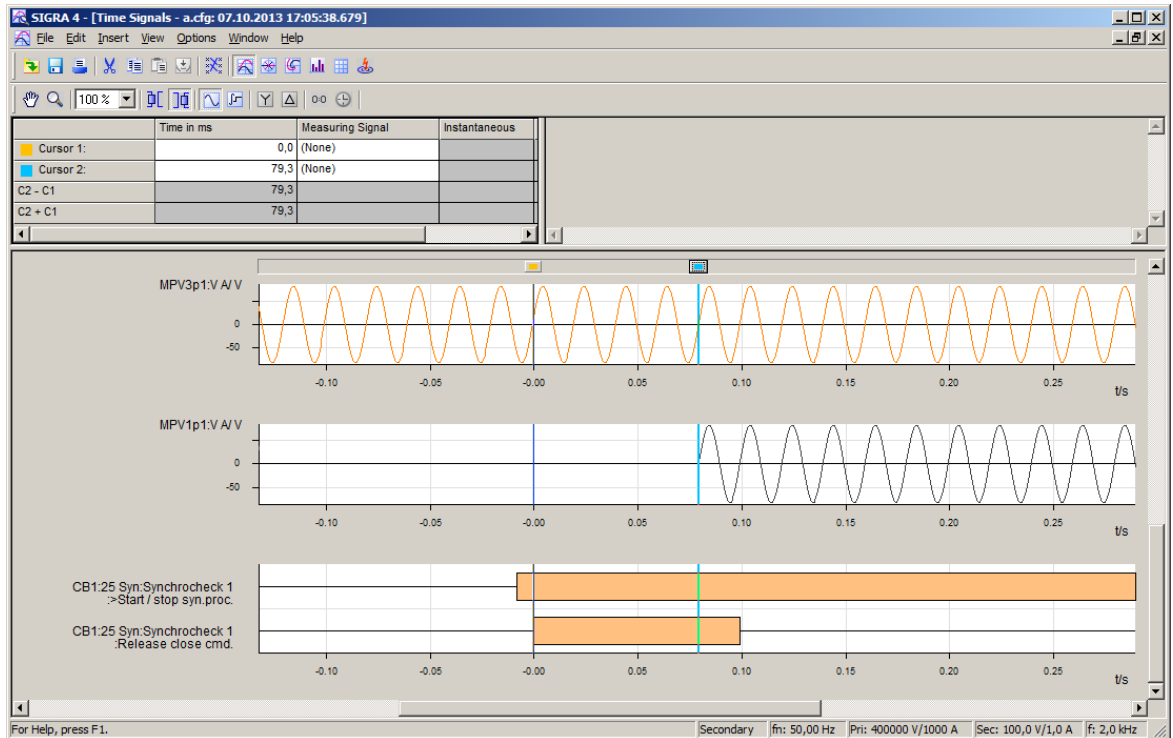 SIGRA 4 - [Time Signals - a.cfg: 07.10.2013 17:05:38.679]
File Edit Insert View Options Window Help
100 %
Time in ms Measuring Signal Instantaneous
Cursor 1: 0,0 (None)
Cursor 2: 79,3 (None)
C2 - C1 79,3
C2 + C1 79,3
MPV3p1:V A/ V
0
-50
-0.10 -0.05 -0.00 0.05 0.10 0.15 0.20 0.25
t/s
MPV1p1:V A/ V
0
-50
-0.10 -0.05 -0.00 0.05 0.10 0.15 0.20 0.25
t/s
CB1:25 Syn:Synchrocheck 1
:>Start / stop syn.proc.
CB1:25 Syn:Synchrocheck 1
:Release close cmd.
-0.10 -0.05 -0.00 0.05 0.10 0.15 0.20 0.25
t/s
For Help, press F1. Secondary fn: 50,00 Hz Pri: 400000 V/1000 A Sec: 100,0 V/1,0 A f: 2,0 kHz